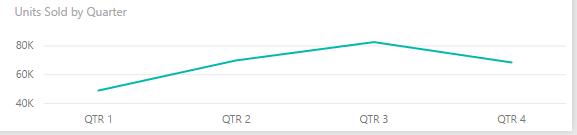 Units Sold by Quarter
80K
60K
40K
QTR 1 QTR 2 QTR 3 QTR 4